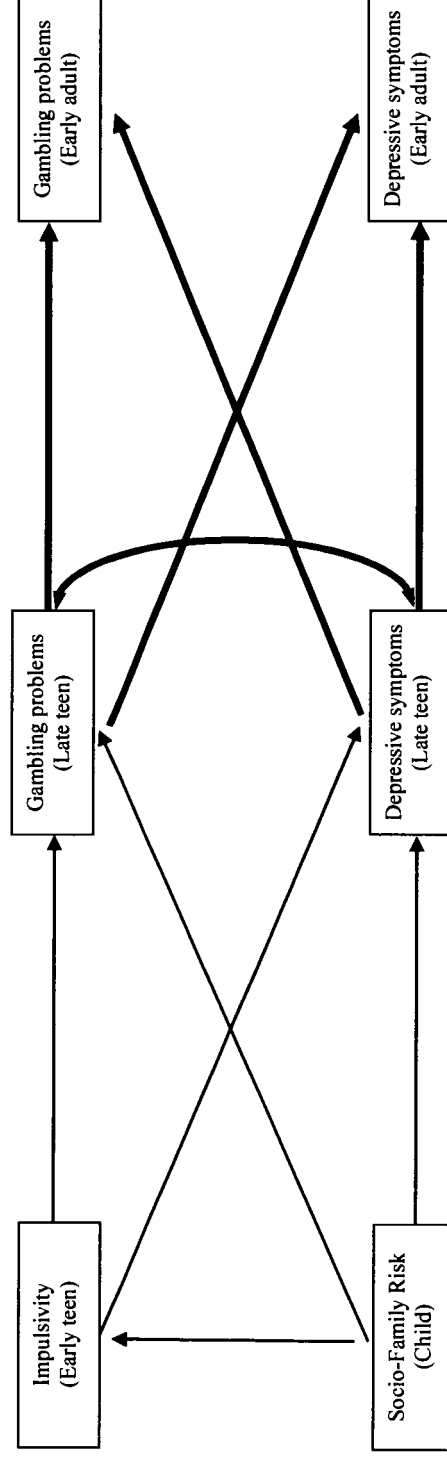 Impulsivity
(Early teen)
Socio-Family Risk
(Child)
Gambling problems
(Late teen)
Depressive symptoms
(Late teen)
Gambling problems
(Early adult)
Depressive symptoms
(Early adult)